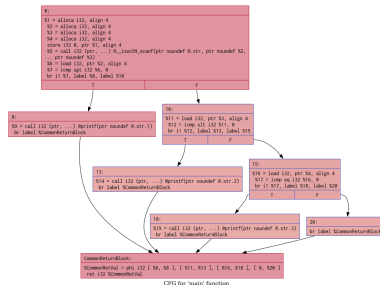 0:
%1 = alloca i32, align 4
%2 = alloca i32, align 4
%3 = alloca i32, align 4
%4 = alloca i32, align 4
store i32 0, ptr %1, align 4
%5 = call i32 (ptr, ...) @__isoc99_scanf(ptr noundef @.str, ptr noundef %2,
... ptr noundef %3)
%6 = load i32, ptr %2, align 4
%7 = icmp sgt i32 %6, 0
br i1 %7, label %8, label %10
T F
8:
%9 = call i32 (ptr, ...) @printf(ptr noundef @.str.1)
br label %CommonReturnBlock
10:
%11 = load i32, ptr %3, align 4
%12 = icmp slt i32 %11, 0
br i1 %12, label %13, label %15
T F
13:
%14 = call i32 (ptr, ...) @printf(ptr noundef @.str.2)
br label %CommonReturnBlock
15:
%16 = load i32, ptr %4, align 4
%17 = icmp eq i32 %16, 0
br i1 %17, label %18, label %20
T F
18:
%19 = call i32 (ptr, ...) @printf(ptr noundef @.str.3)
br label %CommonReturnBlock
20:
br label %CommonReturnBlock
CommonReturnBlock:
%CommonRetVal = phi i32 [ %6, %8 ], [ %11, %13 ], [ %16, %18 ], [ 0, %20 ]
ret i32 %CommonRetVal
CFG for 'main' function